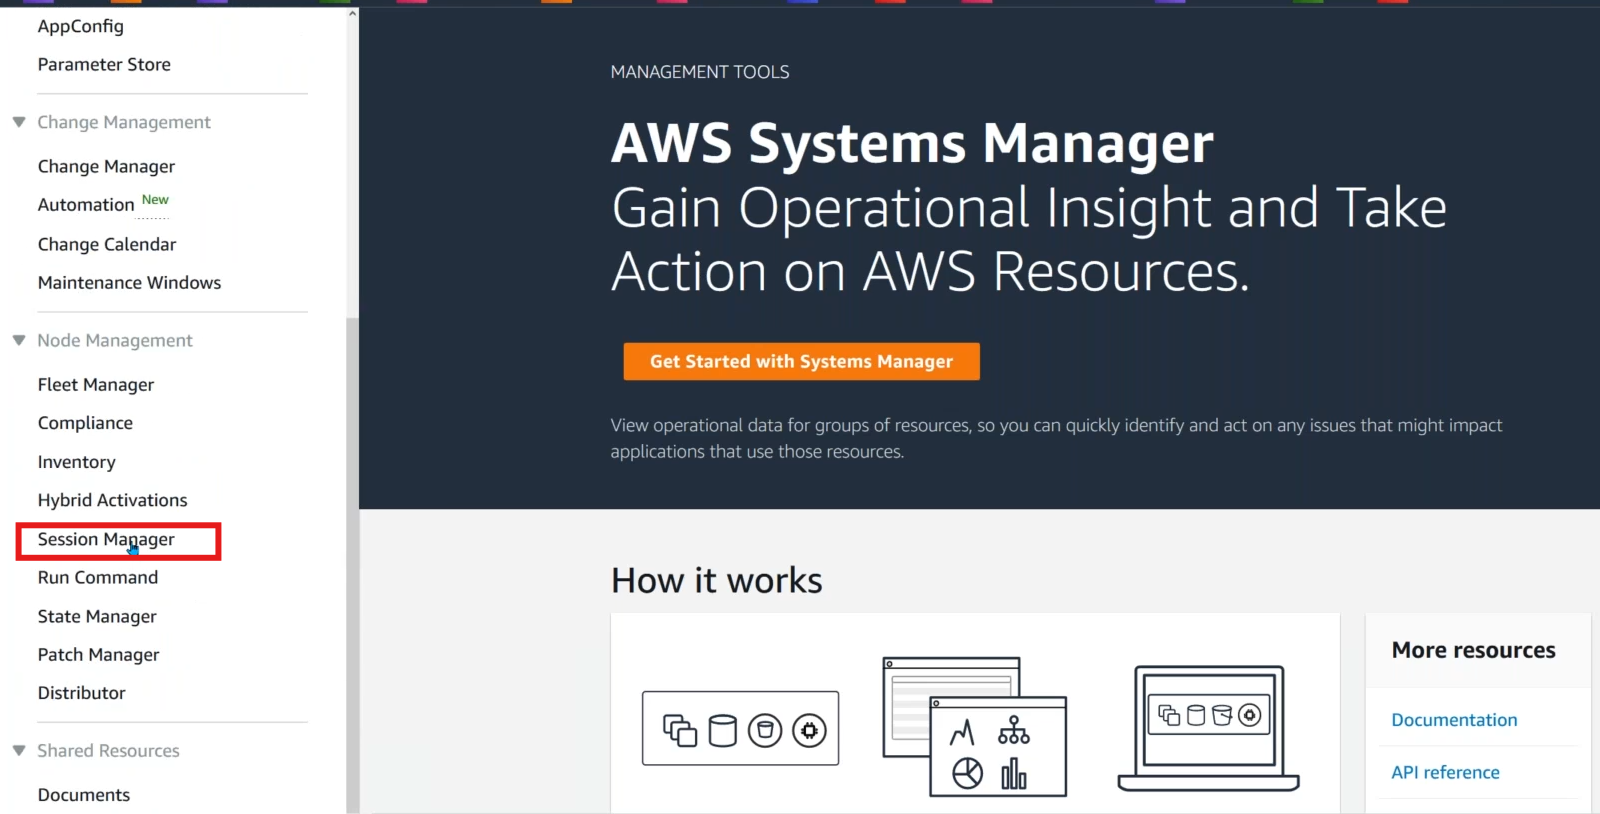 AppConfig
Parameter Store
Change Management
Change Manager
Automation New
Change Calendar
Maintenance Windows
Node Management
Fleet Manager
Compliance
Inventory
Hybrid Activations
Session Manager
Run Command
State Manager
Patch Manager
Distributor
Shared Resources
Documents
MANAGEMENT TOOLS
AWS Systems Manager
Gain Operational Insight and Take
Action on AWS Resources.
Get Started with Systems Manager
View operational data for groups of resources, so you can quickly identify and act on any issues that might impact
applications that use those resources.
How it works
More resources
Documentation
API reference